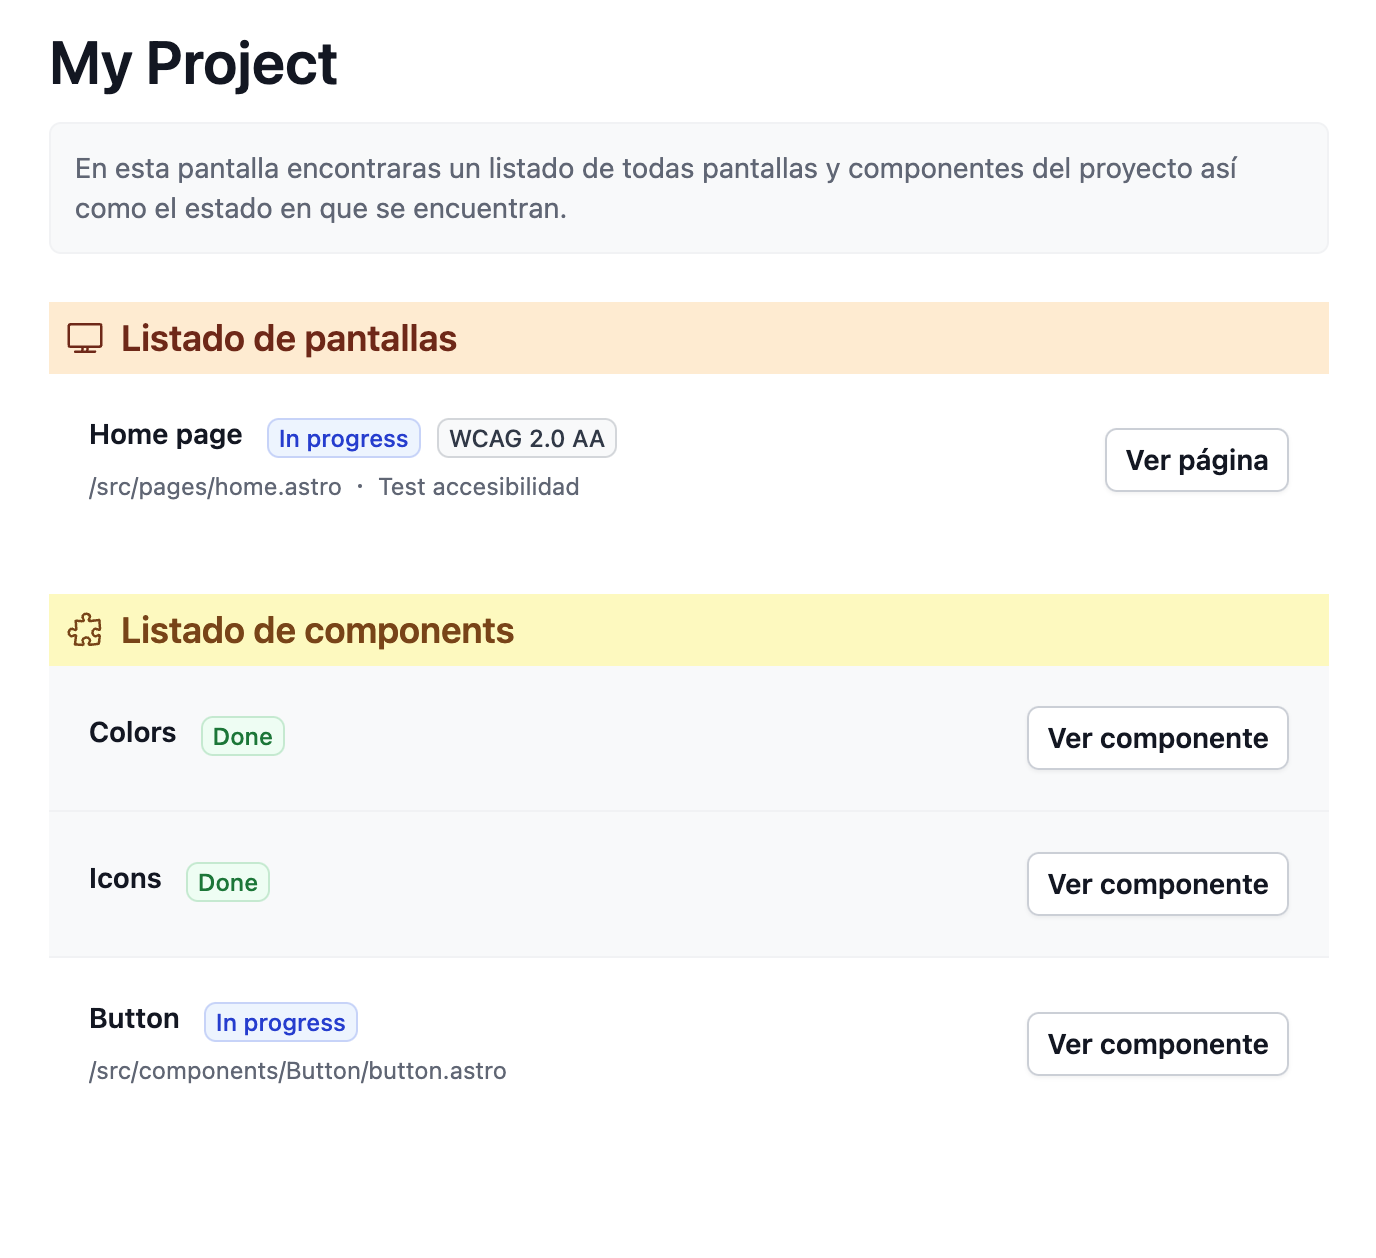 My Project
En esta pantalla encontraras un listado de todas pantallas y componentes del proyecto así
como el estado en que se encuentran.
Listado de pantallas
Home page In progress WCAG 2.0 AA
/src/pages/home.astro · Test accesibilidad
Ver página
Listado de components
Colors Done
Ver componente
Icons Done
Ver componente
Button In progress
/src/components/Button/button.astro
Ver componente